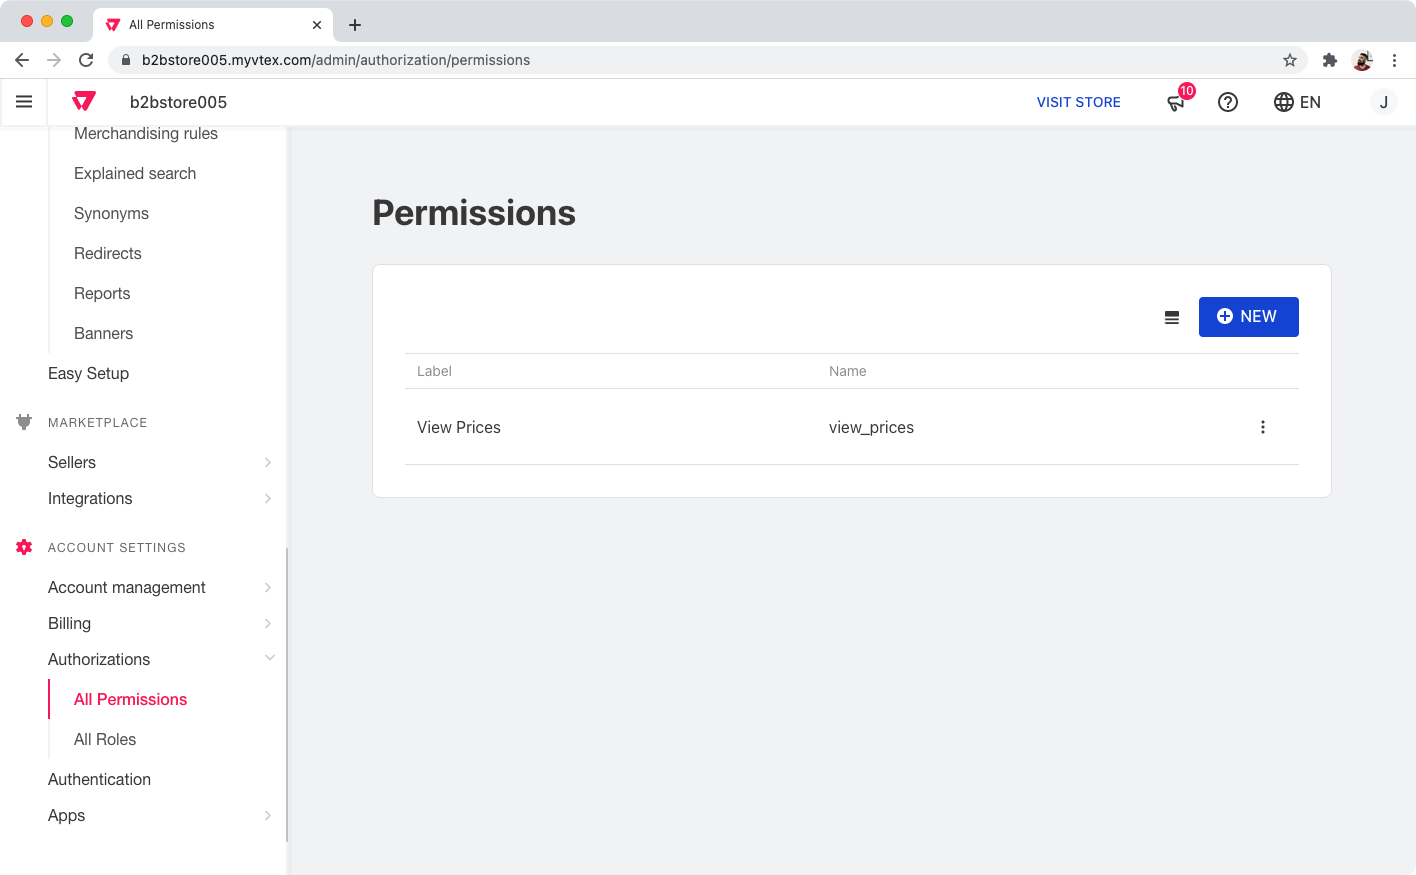 All Permissions
b2bstore005.myvtex.com/admin/authorization/permissions
b2bstore005
VISIT STORE
10
EN
J
Merchandising rules
Explained search
Synonyms
Redirects
Reports
Banners
Easy Setup
MARKETPLACE
Sellers
Integrations
ACCOUNT SETTINGS
Account management
Billing
Authorizations
All Permissions
All Roles
Authentication
Apps
Permissions
NEW
Label Name
View Prices view_prices